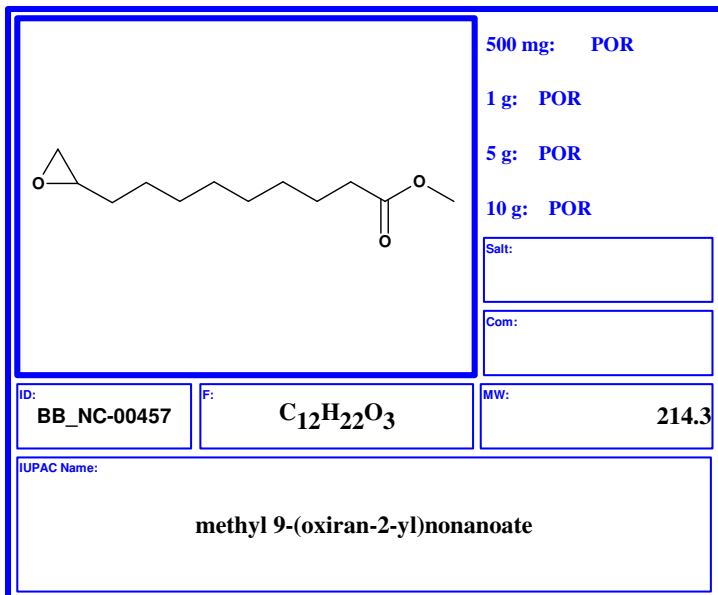 500 mg: POR
1 g: POR
5 g: POR
10 g: POR
O
O
O
Salt:
Com:
ID:
BB_NC-00457
F:
C12H22O3
MW:
214.3
IUPAC Name:
methyl 9-(oxiran-2-yl)nonanoate